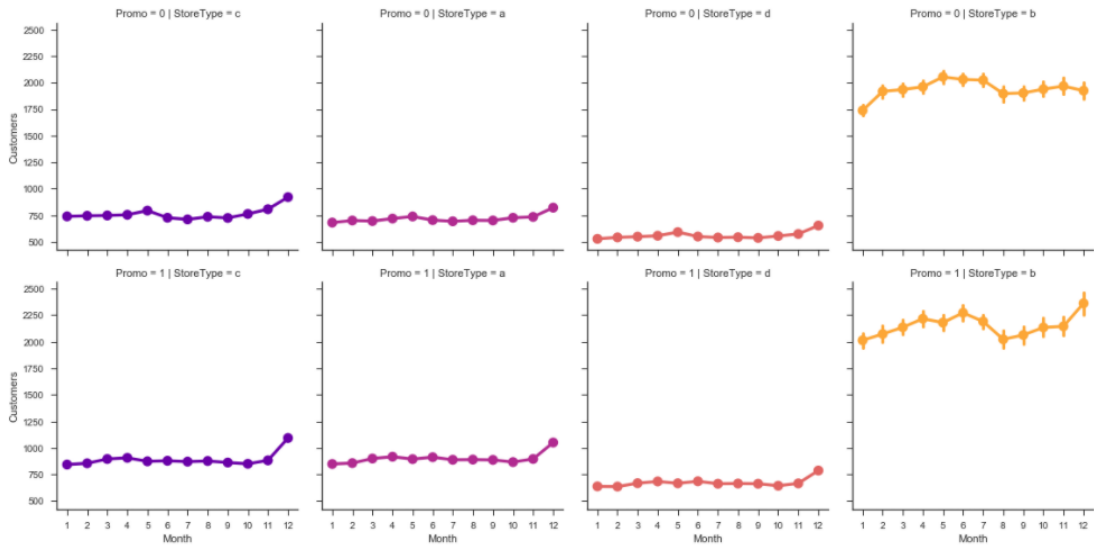 Promo = 0 | StoreType = c
Promo = 0 | StoreType = a
Promo = 0 | StoreType = d
Promo = 0 | StoreType = b
2500
2250
2000
1750
1500
1250
1000
750
500
Customers
Promo = 1 | StoreType = c
Promo = 1 | StoreType = a
Promo = 1 | StoreType = d
Promo = 1 | StoreType = b
2500
2250
2000
1750
1500
1250
1000
750
500
Customers
1 2 3 4 5 6 7 8 9 10 11 12
Month
1 2 3 4 5 6 7 8 9 10 11 12
Month
1 2 3 4 5 6 7 8 9 10 11 12
Month
1 2 3 4 5 6 7 8 9 10 11 12
Month